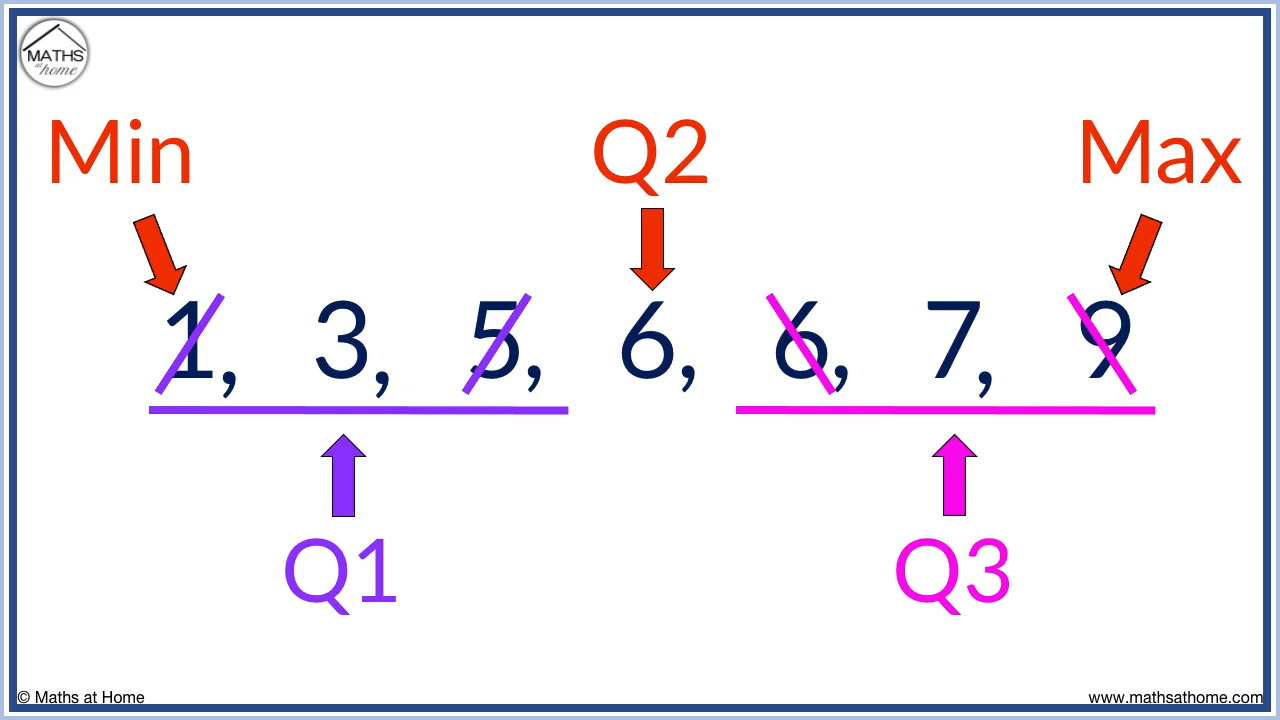 MATHS
at
home
Min Q2 Max
1, 3, 5, 6, 6, 7, 9
Q1 Q3
© Maths at Home www.mathsathome.com